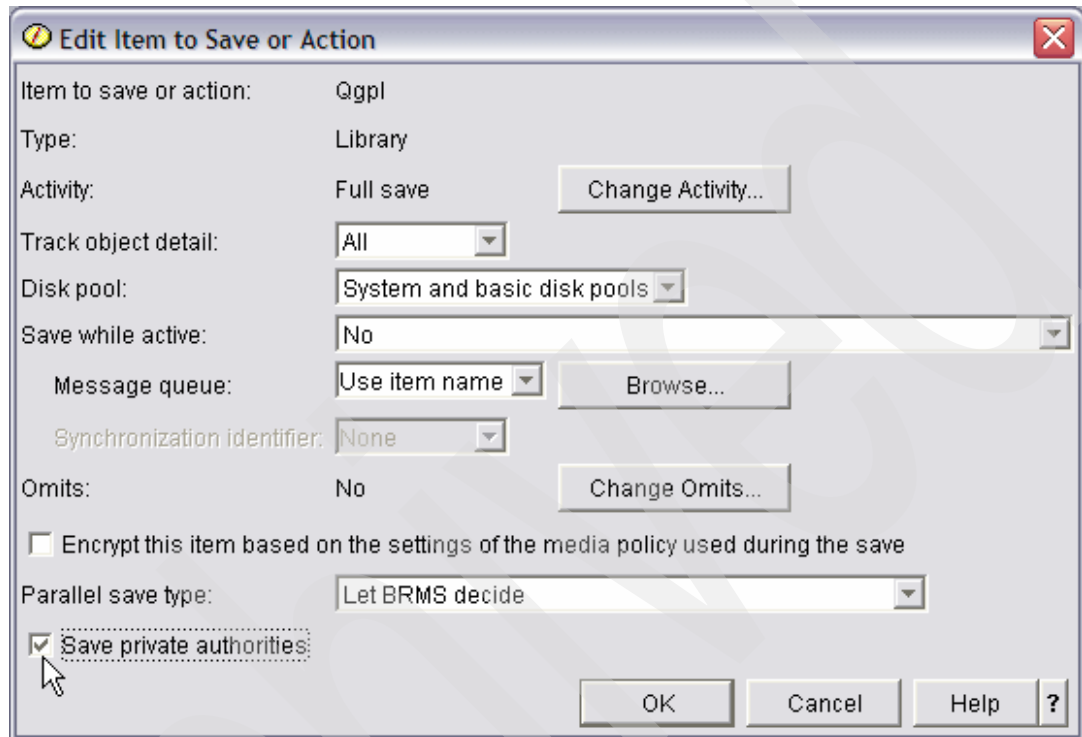 Edit Item to Save or Action
Item to save or action: Qgpl
Type: Library
Activity: Full save Change Activity...
Track object detail: All
Disk pool: System and basic disk pools
Save while active: No
Message queue: Use item name Browse...
Synchronization identifier: None
Omits: No Change Omits...
Encrypt this item based on the settings of the media policy used during the save
Parallel save type: Let BRMS decide
Save private authorities
OK Cancel Help ?